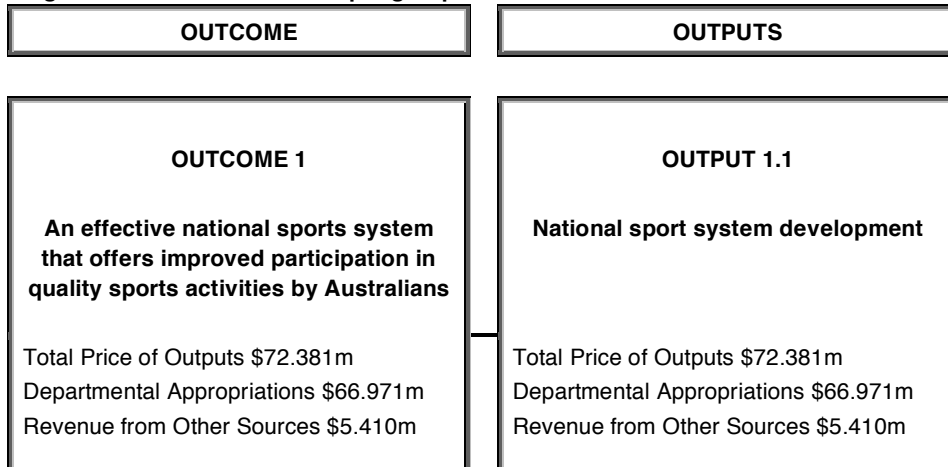 OUTCOME
OUTPUTS
OUTCOME 1
An effective national sports system
that offers improved participation in
quality sports activities by Australians
Total Price of Outputs $72.381m
Departmental Appropriations $66.971m
Revenue from Other Sources $5.410m
OUTPUT 1.1
National sport system development
Total Price of Outputs $72.381m
Departmental Appropriations $66.971m
Revenue from Other Sources $5.410m